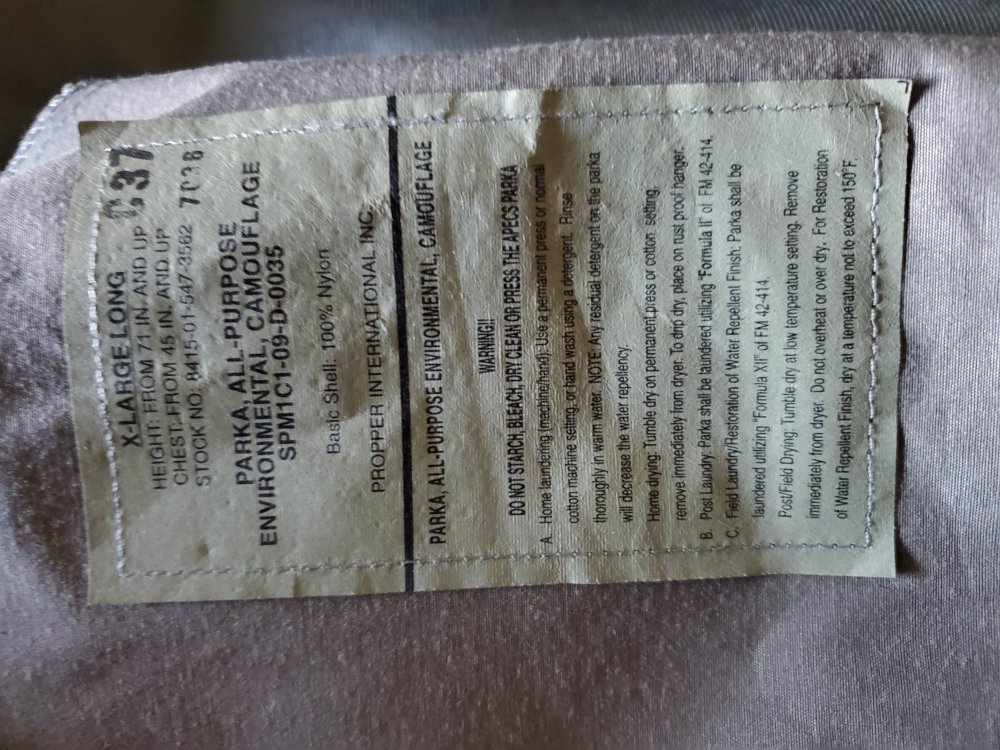 X-LARGE LONG
HEIGHT: FROM 71 IN. AND UP
CHEST-FROM 45 IN. AND UP
STOCK NO: 8415-01-547-3562
PARKA, ALL-PURPOSE
ENVIRONMENTAL, CAMOUFLAGE
SPM1C1-09-D-0035
Basic Shell: 100% Nylon
PROPPER INTERNATIONAL INC.
PARKA, ALL-PURPOSE ENVIRONMENTAL, CAMOUFLAGE
WARNING!!
DO NOT STARCH, BLEACH, DRY CLEAN OR PRESS THE APECS PARKA
A. Home laundering (machine/hand): Use a permanent press or normal
cotton machine setting, or hand wash using a detergent. Rinse
thoroughly in warm water. NOTE: Any residual detergent on the parka
will decrease the water repellency.
Home drying: Tumble dry on permanent press or cotton setting,
remove immediately from dryer. To drip dry, place on rust proof hanger.
B. Post Laundry: Parka shall be laundered utilizing "Formula II" of FM 42-414.
C. Field Laundry/Restoration of Water Repellent Finish: Parka shall be
laundered utilizing "Formula XII" of FM 42-414.
Post/Field Drying: Tumble dry at low temperature setting. Remove
immediately from dryer. Do not overheat or over dry. For Restoration
of Water Repellent Finish, dry at a temperature not to exceed 150°F.